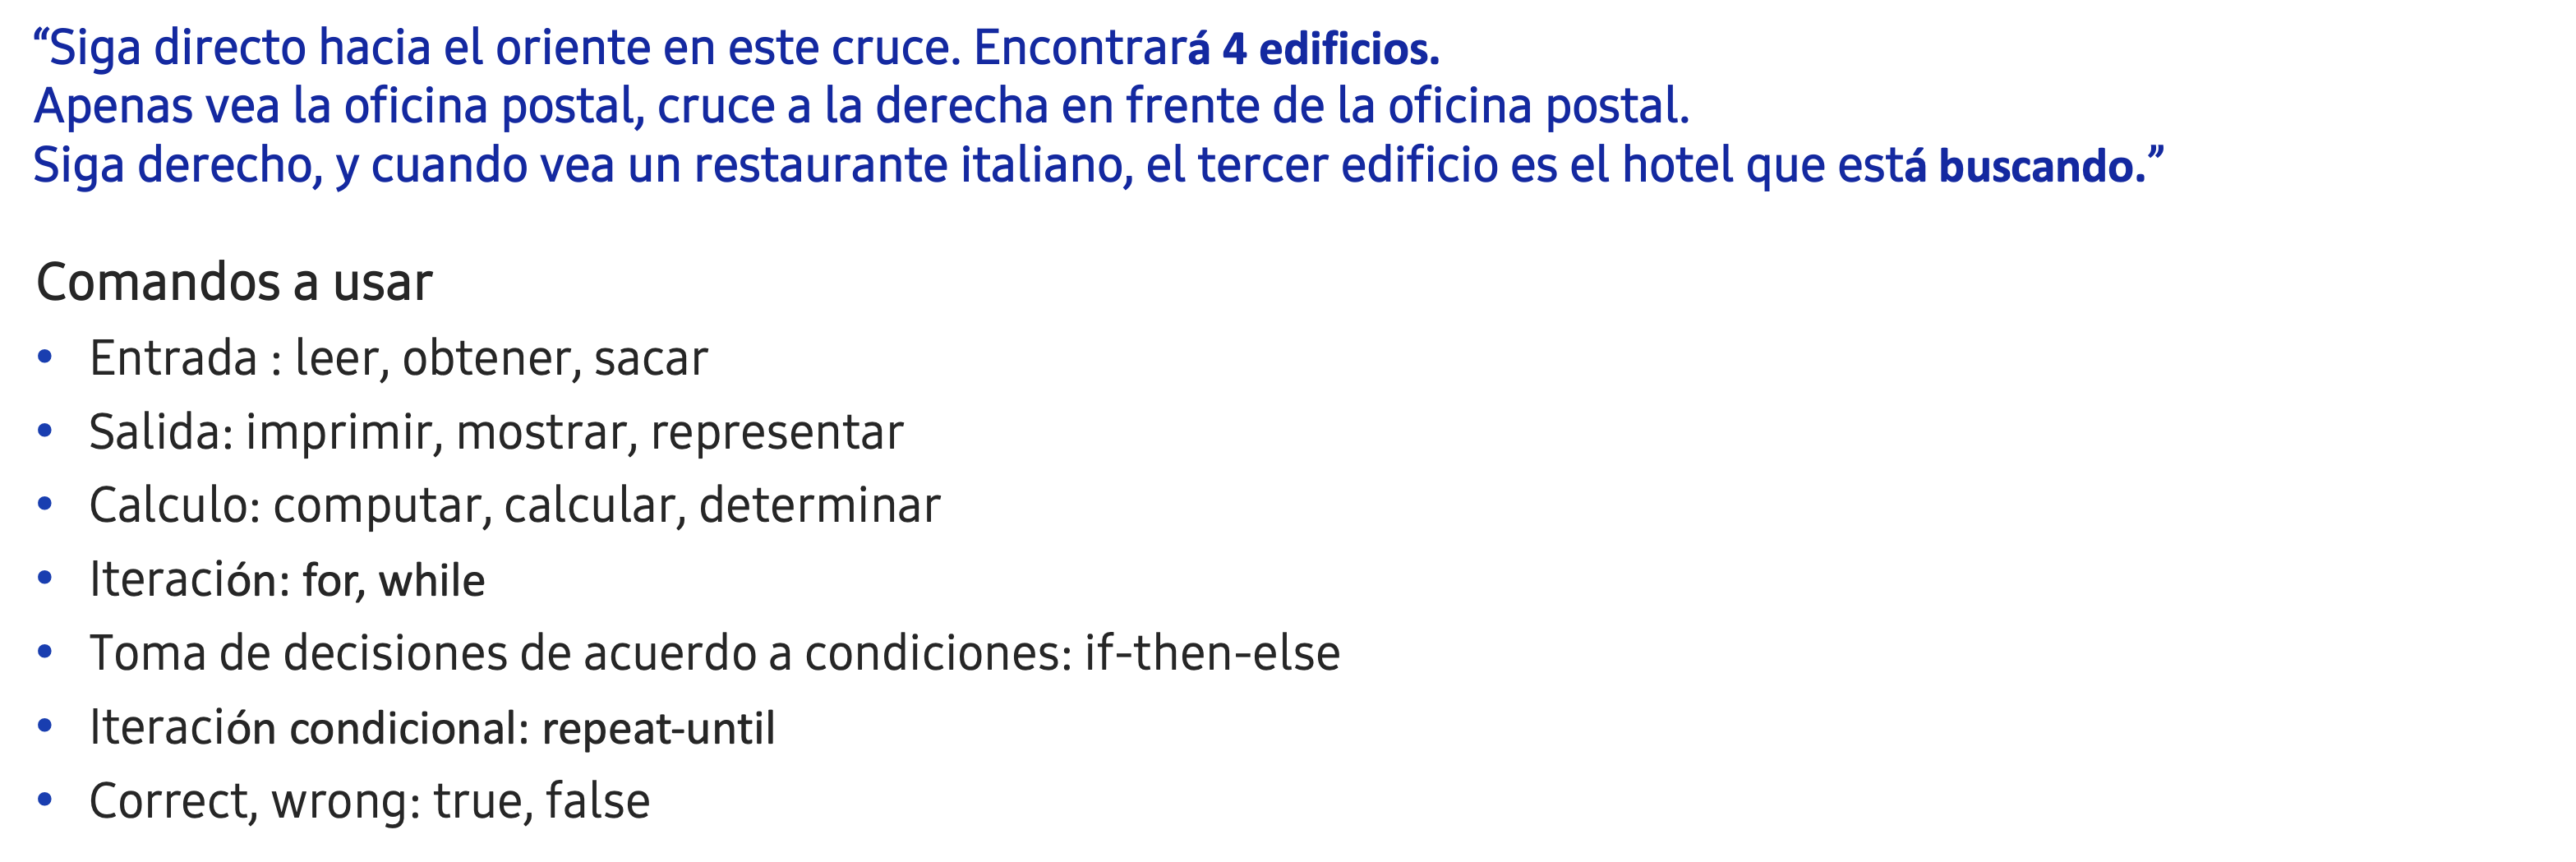 “Siga directo hacia el oriente en este cruce. Encontrará 4 edificios.
Apenas vea la oficina postal, cruce a la derecha en frente de la oficina postal.
Siga derecho, y cuando vea un restaurante italiano, el tercer edificio es el hotel que está buscando.”
Comandos a usar
• Entrada : leer, obtener, sacar
• Salida: imprimir, mostrar, representar
• Calculo: computar, calcular, determinar
• Iteración: for, while
• Toma de decisiones de acuerdo a condiciones: if-then-else
• Iteración condicional: repeat-until
• Correct, wrong: true, false